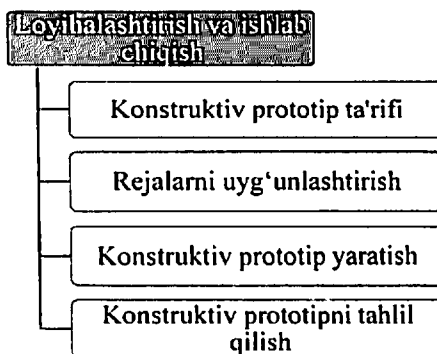 Loyihalashtirish va ishlab
chiqish
Konstruktiv prototip ta'rifi
Rejalarni uyg‘unlashtirish
Konstruktiv prototip yaratish
Konstruktiv prototipni tahlil
qilish